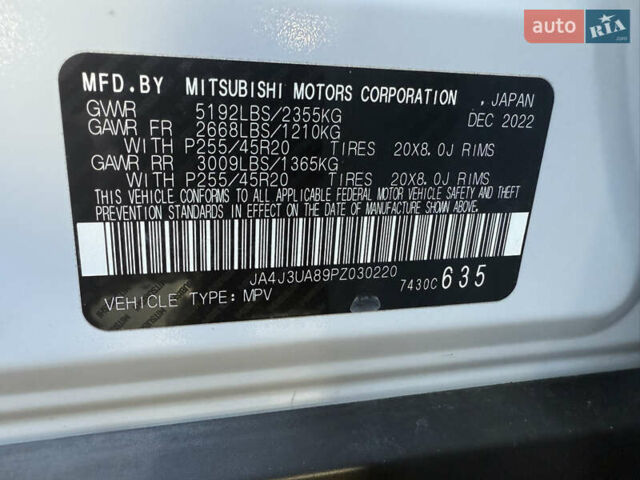 auto RIA
.com
MFD.BY MITSUBISHI MOTORS CORPORATION , JAPAN
GVWR 5192LBS/2355KG DEC 2022
GAWR FR 2668LBS/1210KG
WITH P255/45R20 TIRES 20X8.0J RIMS
GAWR RR 3009LBS/1365KG
WITH P255/45R20 TIRES 20X8.0J RIMS
THIS VEHICLE CONFORMS TO ALL APPLICABLE FEDERAL MOTOR VEHICLE SAFETY AND THEFT
PREVENTION STANDARDS IN EFFECT ON THE DATE OF MANUFACTURE SHOWN ABOVE.
JA4J3UA89PZ030220
7430C 635
VEHICLE TYPE: MPV